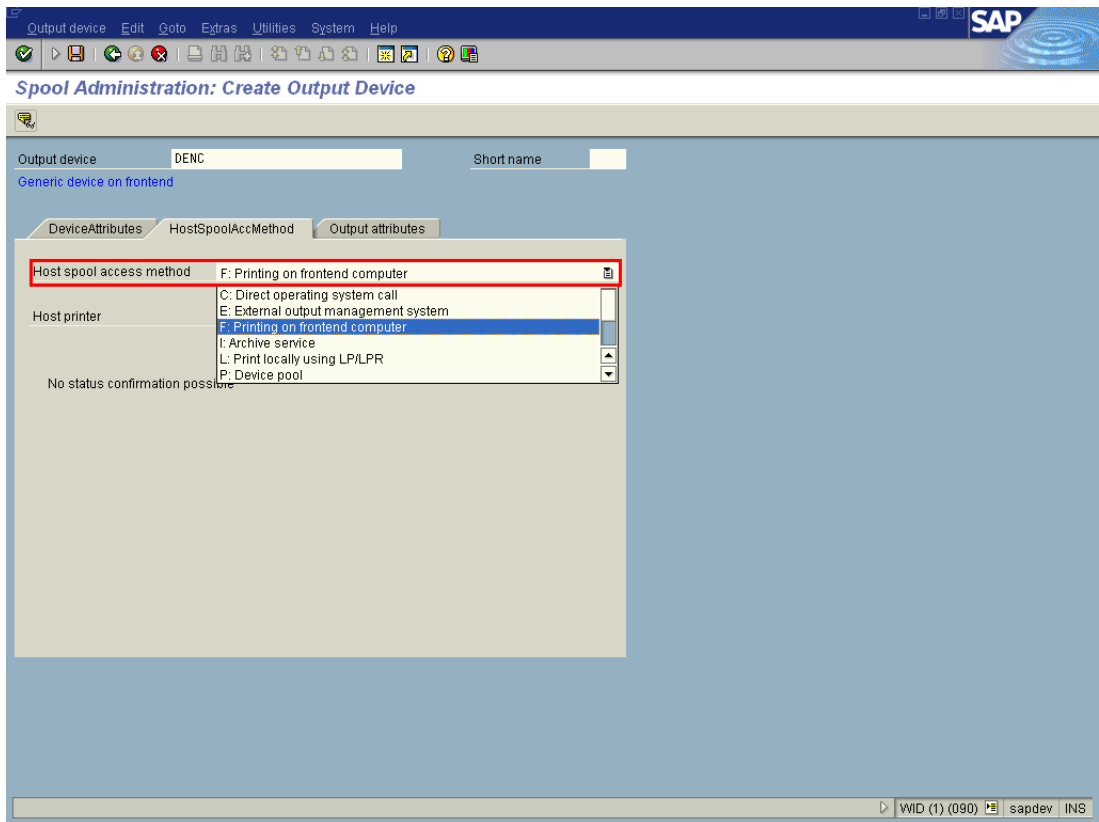 Output device Edit Goto Extras Utilities System Help
SAP
Spool Administration: Create Output Device
Output device DENC Short name
Generic device on frontend
DeviceAttributes HostSpoolAccMethod Output attributes
Host spool access method F: Printing on frontend computer
C: Direct operating system call
Host printer E: External output management system
F: Printing on frontend computer
I: Archive service
L: Print locally using LP/LPR
P: Device pool
No status confirmation possible
WID (1) (090) sapdev INS